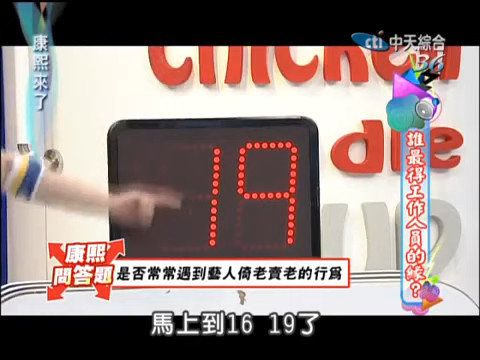 康熙來了
cti 中天綜合
chicken
die
19
誰最得工作人員的緣?
康熙
問答題
是否常常遇到藝人倚老賣老的行為
馬上到16 19了